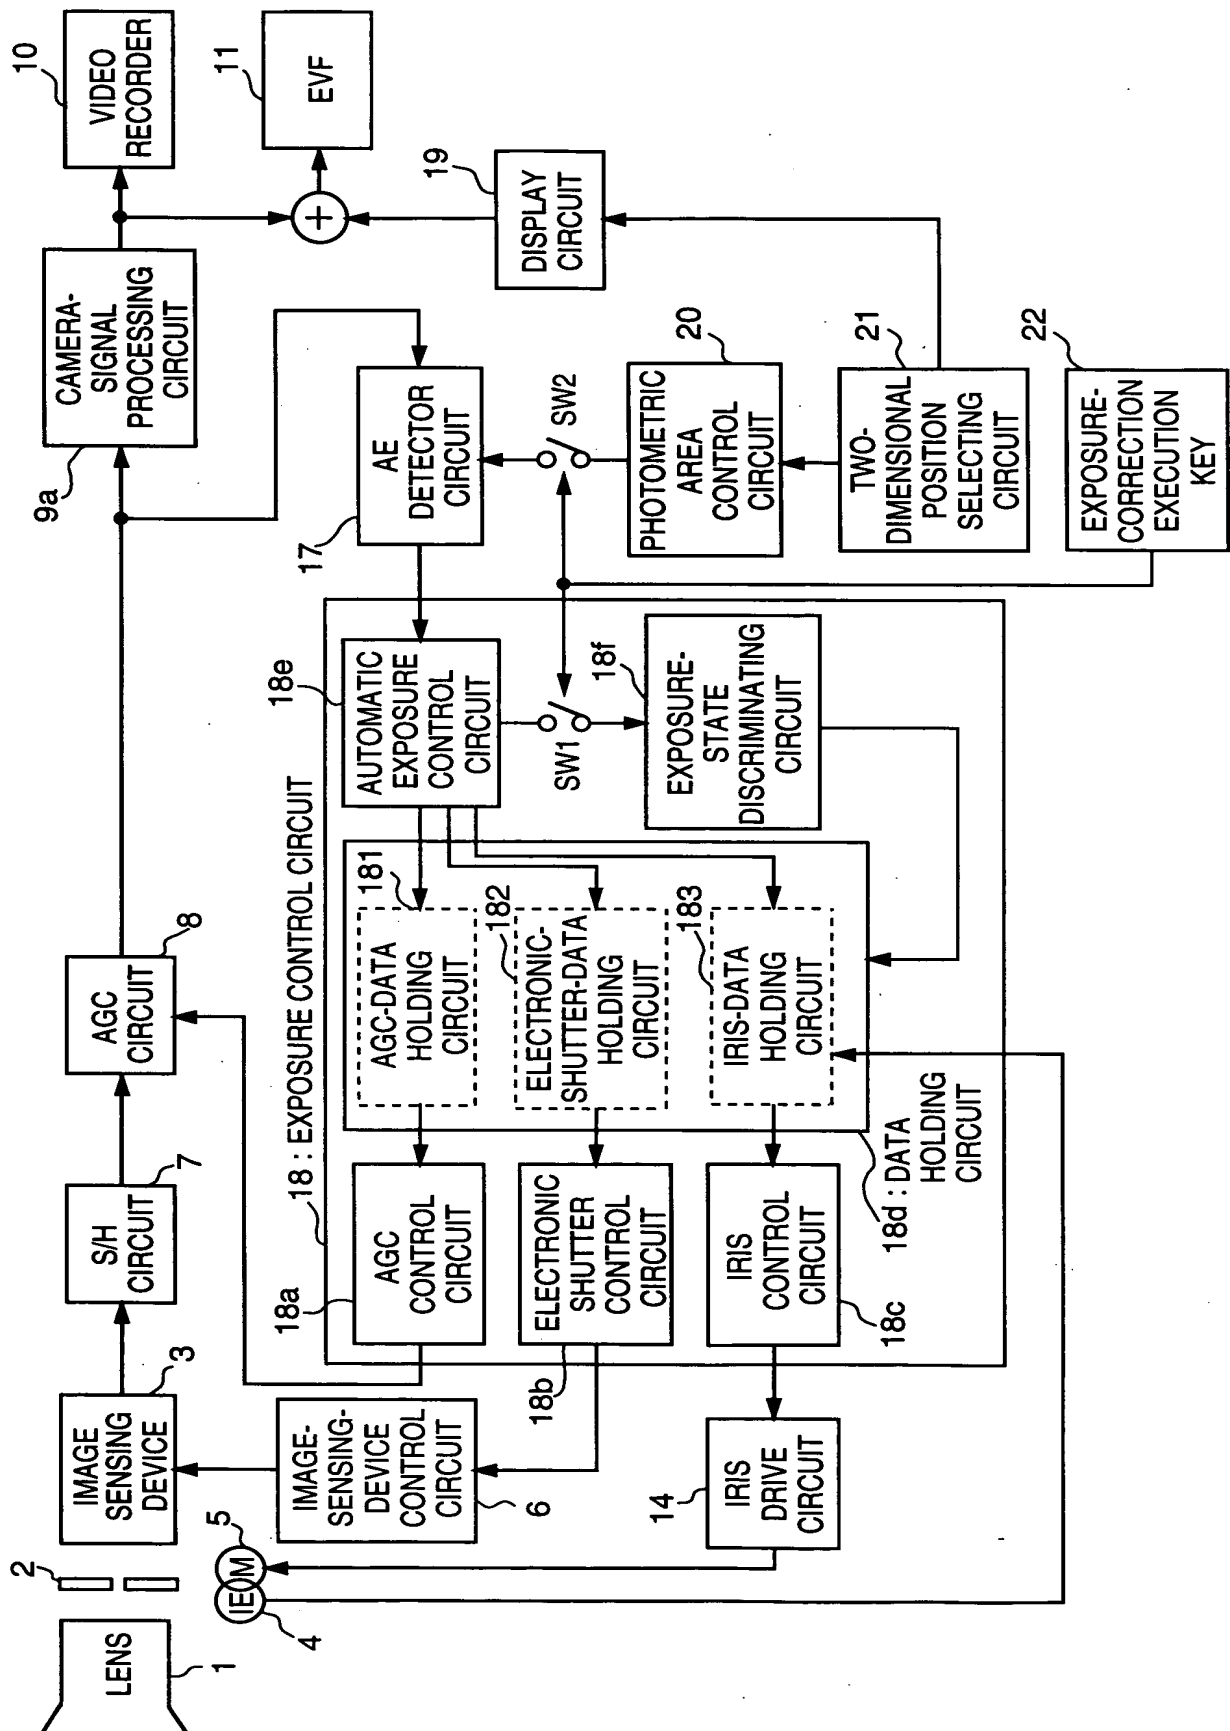 LENS
1
2
IE
4
M
5
IMAGE
SENSING
DEVICE
3
S/H
CIRCUIT
7
AGC
CIRCUIT
8
CAMERA-
SIGNAL
PROCESSING
CIRCUIT
9a
VIDEO
RECORDER
10
EVF
11
+
IMAGE-
SENSING-
DEVICE
CONTROL
CIRCUIT
6
IRIS
DRIVE
CIRCUIT
14
18 : EXPOSURE CONTROL CIRCUIT
AGC
CONTROL
CIRCUIT
18a
ELECTRONIC
SHUTTER
CONTROL
CIRCUIT
18b
IRIS
CONTROL
CIRCUIT
18c
AGC-DATA
HOLDING
CIRCUIT
181
ELECTRONIC-
SHUTTER-DATA
HOLDING
CIRCUIT
182
IRIS-DATA
HOLDING
CIRCUIT
183
18d : DATA
HOLDING
CIRCUIT
AUTOMATIC
EXPOSURE
CONTROL
CIRCUIT
18e
SW1
EXPOSURE-
STATE
DISCRIMINATING
CIRCUIT
18f
AE
DETECTOR
CIRCUIT
17
SW2
PHOTOMETRIC
AREA
CONTROL
CIRCUIT
20
DISPLAY
CIRCUIT
19
TWO-
DIMENSIONAL
POSITION
SELECTING
CIRCUIT
21
EXPOSURE-
CORRECTION
EXECUTION
KEY
22